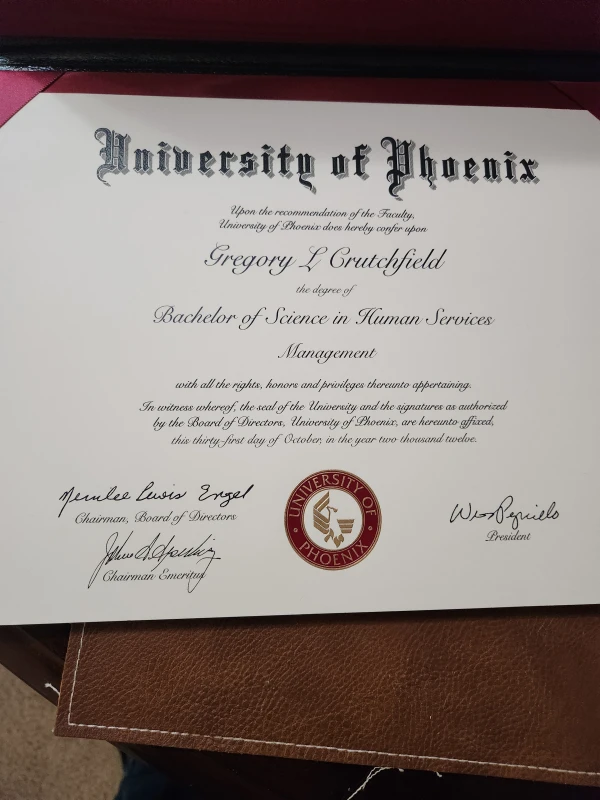 University of Phoenix
Upon the recommendation of the Faculty,
University of Phoenix does hereby confer upon
Gregory L Crutchfield
the degree of
Bachelor of Science in Human Services
Management
with all the rights, honors and privileges thereunto appertaining.
In witness whereof, the seal of the University and the signatures as authorized
by the Board of Directors, University of Phoenix, are hereunto affixed,
this thirty-first day of October, in the year two thousand twelve.
Chairman, Board of Directors
Chairman Emeritus
UNIVERSITY OF
PHOENIX
President